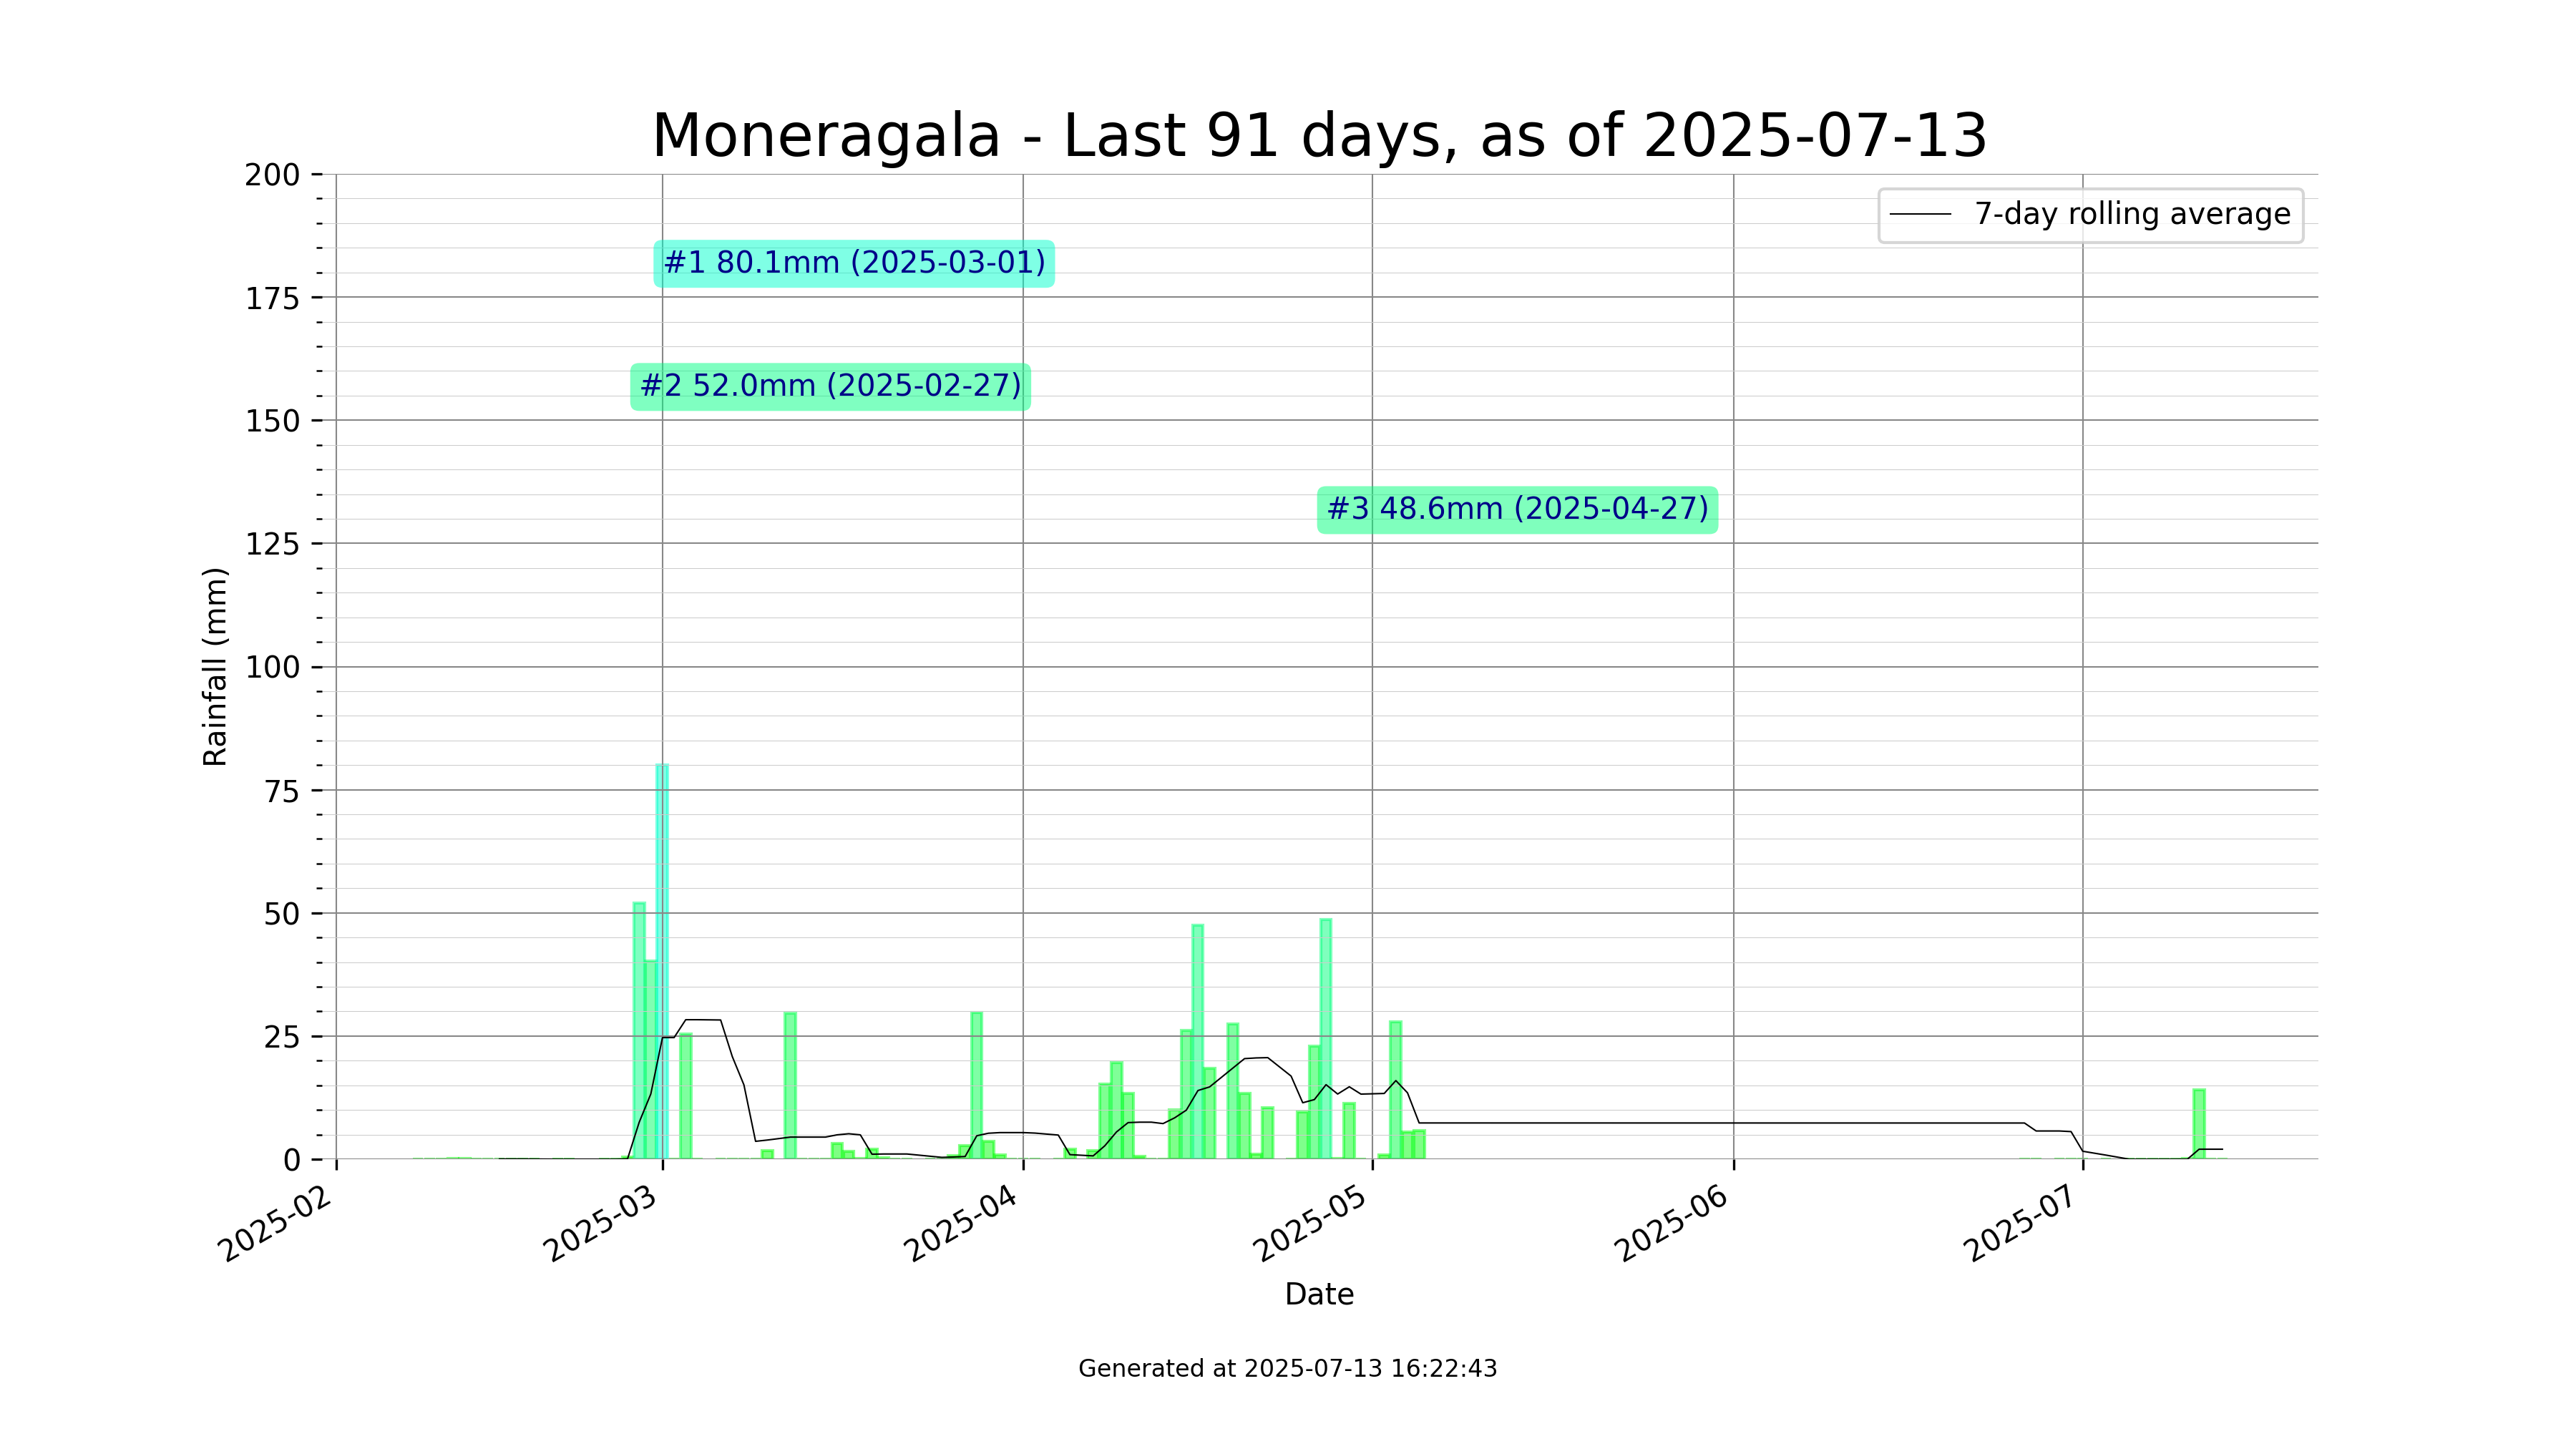 Moneragala - Last 91 days, as of 2025-07-13
7-day rolling average
#1 80.1mm (2025-03-01)
#2 52.0mm (2025-02-27)
#3 48.6mm (2025-04-27)
Rainfall (mm)
200
175
150
125
100
75
50
25
0
2025-02
2025-03
2025-04
2025-05
2025-06
2025-07
Date
Generated at 2025-07-13 16:22:43